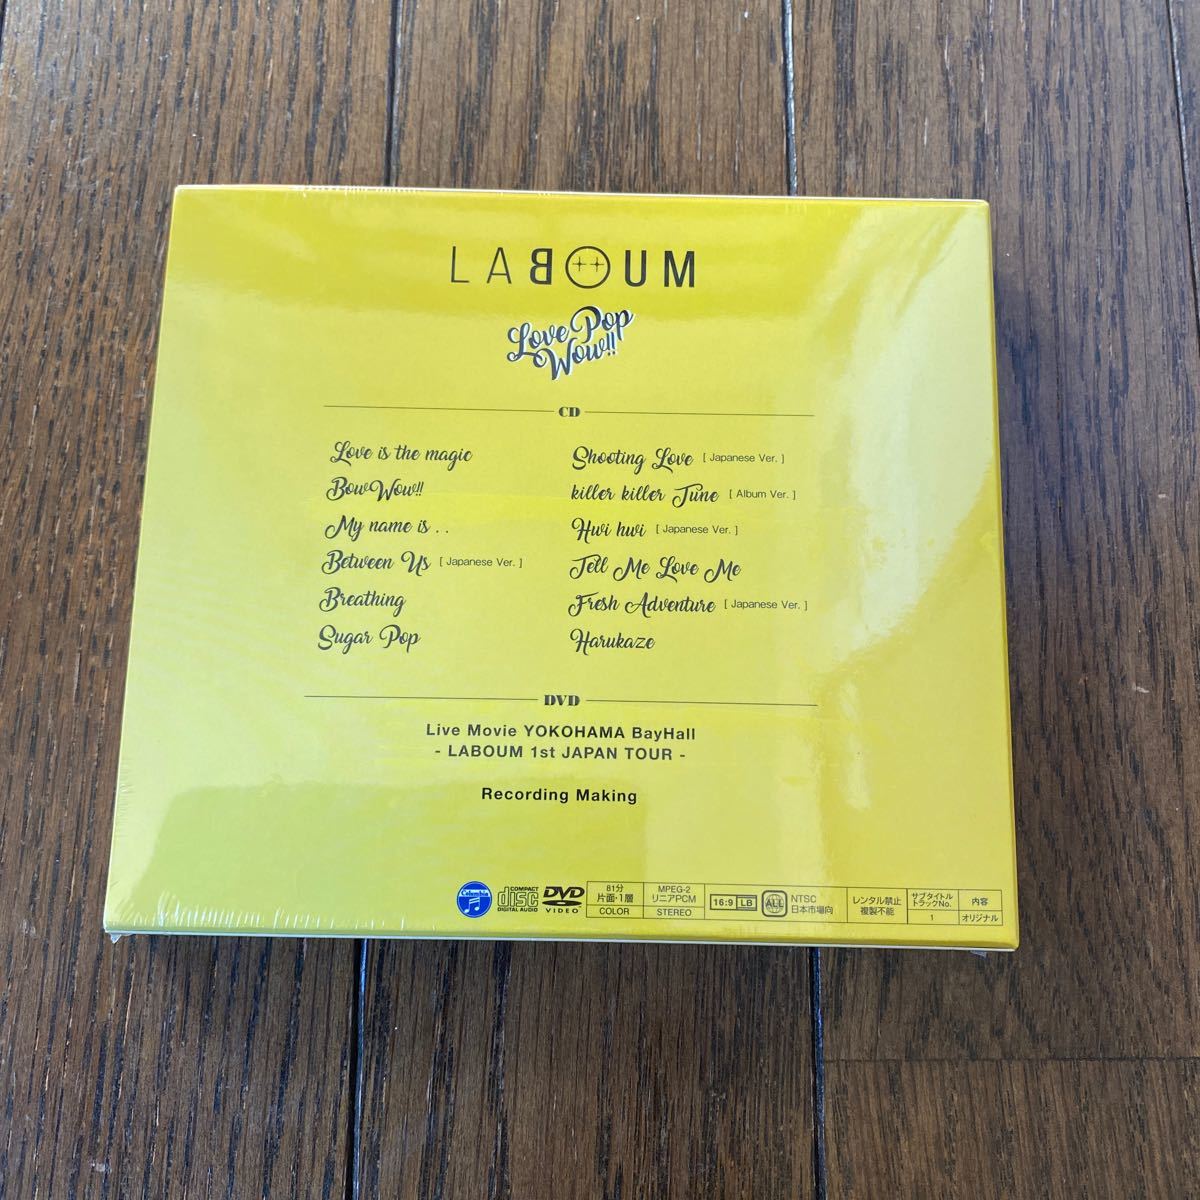 LABOUM
Love Pop
Wow!!
CD
Love is the magic
BowWow!!
My name is . .
Between Us [ Japanese Ver. ]
Breathing
Sugar Pop
Shooting Love [ Japanese Ver. ]
killer killer Tune [ Album Ver. ]
Hwi hwi [ Japanese Ver. ]
Tell Me Love Me
Fresh Adventure [ Japanese Ver. ]
Harukaze
DVD
Live Movie YOKOHAMA BayHall
- LABOUM 1st JAPAN TOUR -
Recording Making
Columbia
COMPACT
disc
DIGITAL AUDIO
DVD
VIDEO
81分
片面・1層
COLOR
MPEG-2
リニアPCM
STEREO
16:9 LB
ALL
NTSC
日本市場向
レンタル禁止
複製不能
サブタイトル
トラックNo.
1
内容
オリジナル